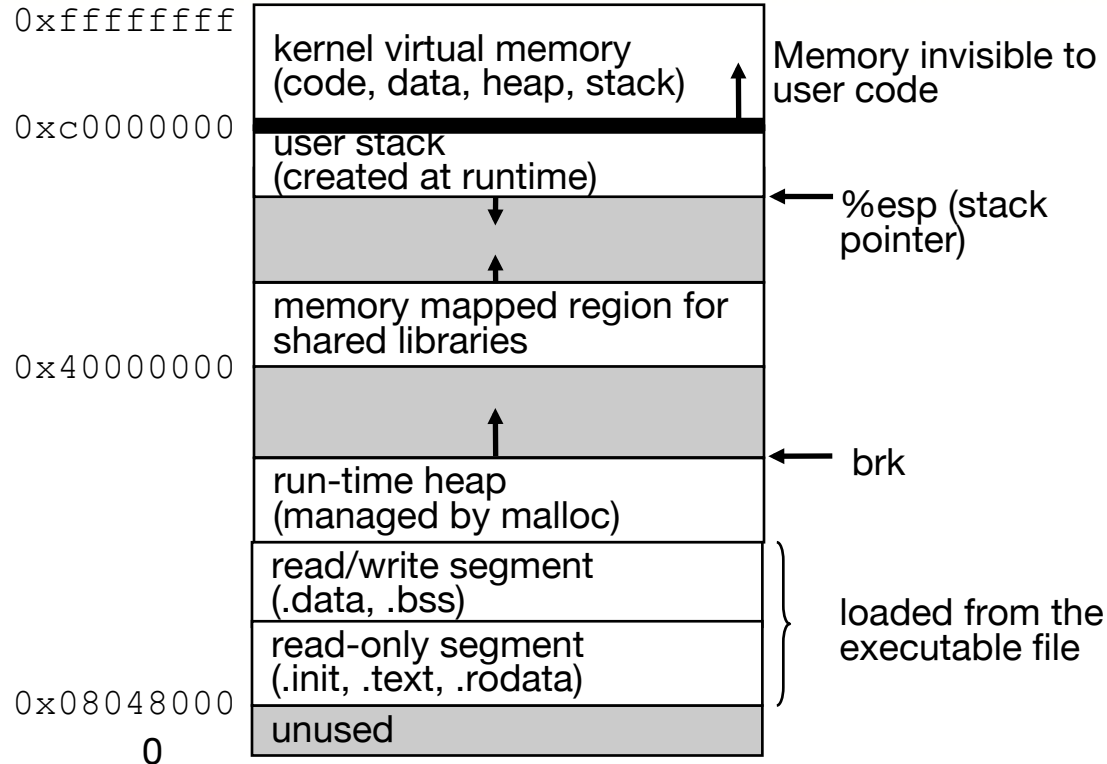 0xffffffff
kernel virtual memory
(code, data, heap, stack)
Memory invisible to
user code
0xc0000000
user stack
(created at runtime)
%esp (stack
pointer)
memory mapped region for
shared libraries
0x40000000
brk
run-time heap
(managed by malloc)
read/write segment
(.data, .bss)
loaded from the
executable file
read-only segment
(.init, .text, .rodata)
0x08048000
unused
0